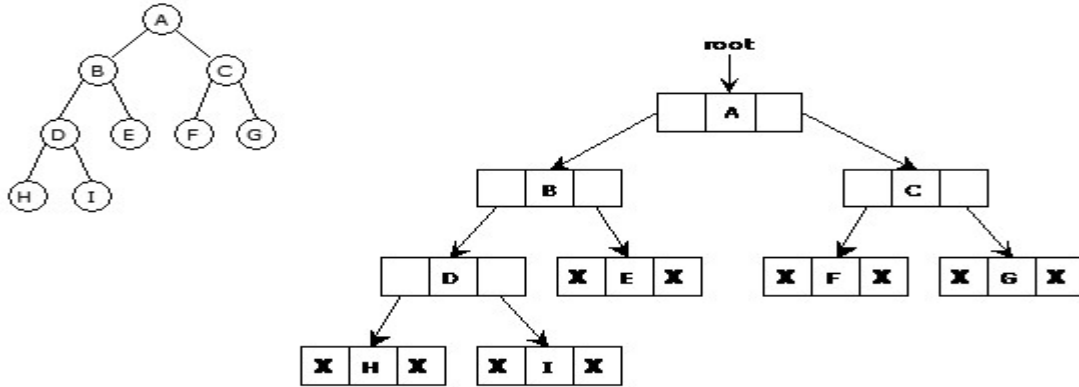 A
B C
D E F G
H I
root
A
B C
D X E X X F X X G X
X H X X I X